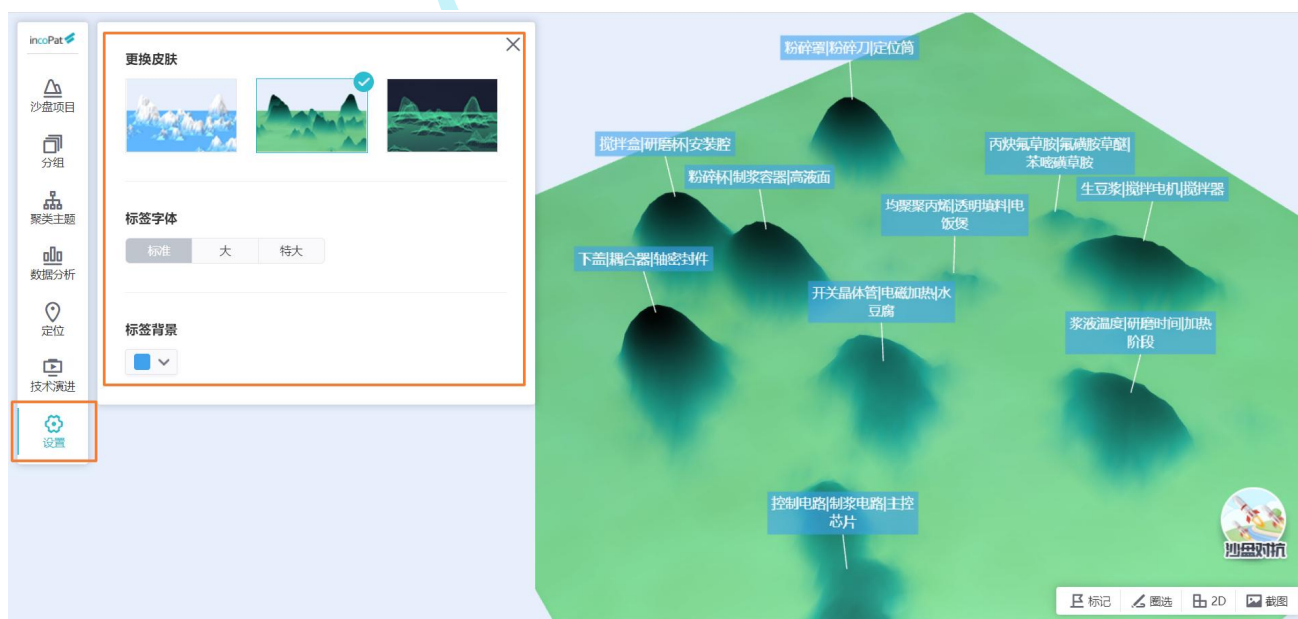 incoPat
沙盘项目
分组
聚类主题
数据分析
定位
技术演进
设置
更换皮肤
标签字体
标准 大 特大
标签背景
粉碎罩|粉碎刀|定位筒
搅拌盒|研磨杯|安装腔
粉碎杯|制浆容器|高液面
丙炔氟草胺|氟磺胺草醚|
苯嘧磺草胺
生豆浆|搅拌电机|搅拌器
均聚聚丙烯|透明填料|电
饭煲
下盖|耦合器|轴密封件
开关晶体管|电磁加热|水
豆腐
浆液温度|研磨时间|加热
阶段
控制电路|制浆电路|主控
芯片
沙盘对抗
标记 圈选 2D 截图